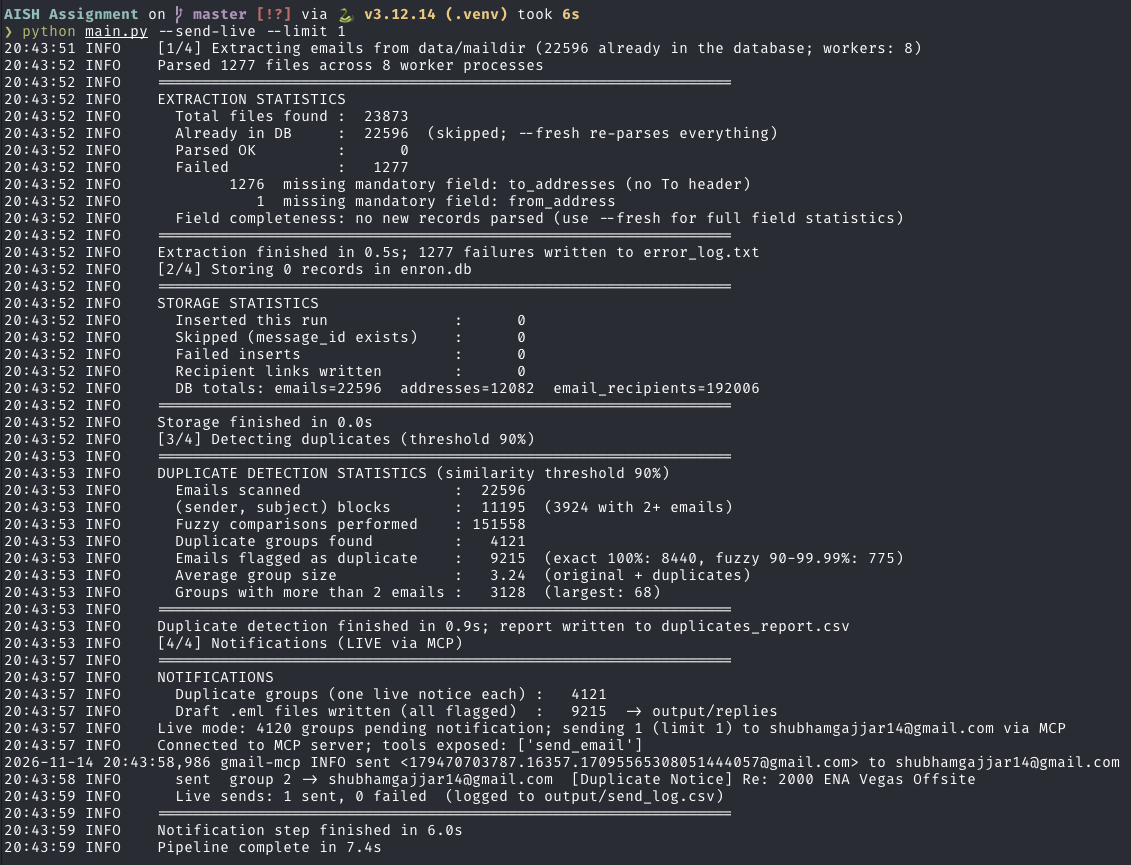 AISH Assignment on master [!?] via v3.12.14 (.venv) took 6s
❯ python main.py --send-live --limit 1
20:43:51 INFO    [1/4] Extracting emails from data/maildir (22596 already in the database; workers: 8)
20:43:52 INFO    Parsed 1277 files across 8 worker processes
20:43:52 INFO    ════════════════════════════════════════════════════════════════
20:43:52 INFO    EXTRACTION STATISTICS
20:43:52 INFO      Total files found :  23873
20:43:52 INFO      Already in DB     :  22596  (skipped; --fresh re-parses everything)
20:43:52 INFO      Parsed OK         :      0
20:43:52 INFO      Failed            :   1277
20:43:52 INFO            1276  missing mandatory field: to_addresses (no To header)
20:43:52 INFO               1  missing mandatory field: from_address
20:43:52 INFO      Field completeness: no new records parsed (use --fresh for full field statistics)
20:43:52 INFO    ════════════════════════════════════════════════════════════════
20:43:52 INFO    Extraction finished in 0.5s; 1277 failures written to error_log.txt
20:43:52 INFO    [2/4] Storing 0 records in enron.db
20:43:52 INFO    ════════════════════════════════════════════════════════════════
20:43:52 INFO    STORAGE STATISTICS
20:43:52 INFO      Inserted this run          :      0
20:43:52 INFO      Skipped (message_id exists)    :      0
20:43:52 INFO      Failed inserts             :      0
20:43:52 INFO      Recipient links written    :      0
20:43:52 INFO      DB totals: emails=22596  addresses=12082  email_recipients=192006
20:43:52 INFO    ════════════════════════════════════════════════════════════════
20:43:52 INFO    Storage finished in 0.0s
20:43:52 INFO    [3/4] Detecting duplicates (threshold 90%)
20:43:52 INFO    ════════════════════════════════════════════════════════════════
20:43:53 INFO    DUPLICATE DETECTION STATISTICS (similarity threshold 90%)
20:43:53 INFO      Emails scanned                 :  22596
20:43:53 INFO      (sender, subject) blocks       :  11195  (3924 with 2+ emails)
20:43:53 INFO      Fuzzy comparisons performed    : 151558
20:43:53 INFO      Duplicate groups found         :   4121
20:43:53 INFO      Emails flagged as duplicate    :   9215  (exact 100%: 8440, fuzzy 90-99.99%: 775)
20:43:53 INFO      Average group size             :   3.24  (original + duplicates)
20:43:53 INFO      Groups with more than 2 emails :   3128  (largest: 68)
20:43:53 INFO    ════════════════════════════════════════════════════════════════
20:43:53 INFO    Duplicate detection finished in 0.9s; report written to duplicates_report.csv
20:43:53 INFO    [4/4] Notifications (LIVE via MCP)
20:43:57 INFO    ════════════════════════════════════════════════════════════════
20:43:57 INFO    NOTIFICATIONS
20:43:57 INFO      Duplicate groups (one live notice each) :   4121
20:43:57 INFO      Draft .eml files written (all flagged)  :   9215  → output/replies
20:43:57 INFO    Live mode: 4120 groups pending notification; sending 1 (limit 1) to shubhamgajjar14@gmail.com via MCP
20:43:57 INFO    Connected to MCP server; tools exposed: ['send_email']
2026-11-14 20:43:58,986 gmail-mcp INFO sent <179470703787.16357.17095565308051444057@gmail.com> to shubhamgajjar14@gmail.com
20:43:58 INFO      sent  group 2 → shubhamgajjar14@gmail.com  [Duplicate Notice] Re: 2000 ENA Vegas Offsite
20:43:59 INFO      Live sends: 1 sent, 0 failed  (logged to output/send_log.csv)
20:43:59 INFO    ════════════════════════════════════════════════════════════════
20:43:59 INFO    Notification step finished in 6.0s
20:43:59 INFO    Pipeline complete in 7.4s